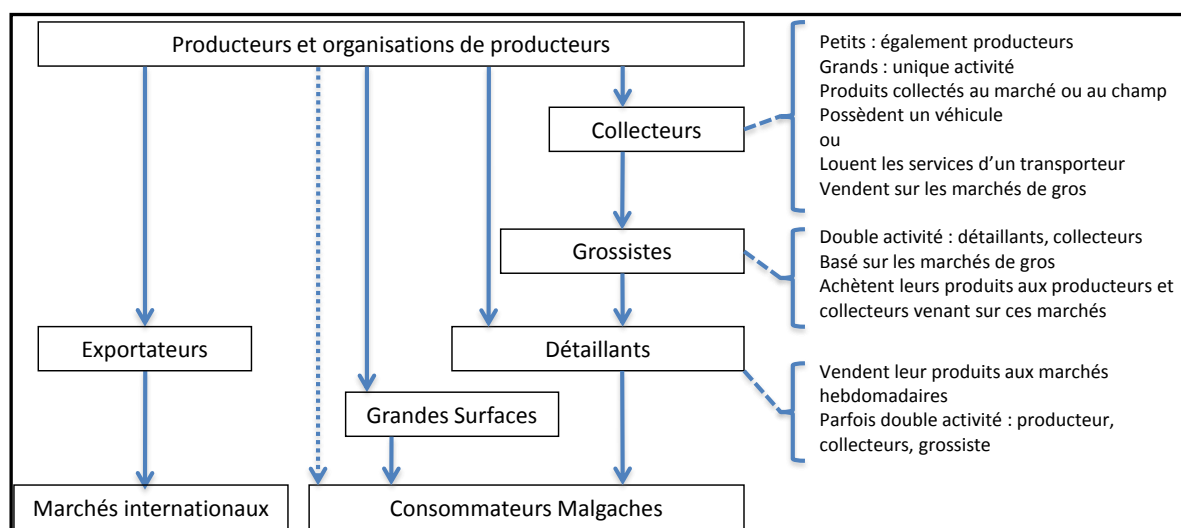 Producteurs et organisations de producteurs
Petits : également producteurs
Grands : unique activité
Produits collectés au marché ou au champ
Possèdent un véhicule
ou
Louent les services d'un transporteur
Vendent sur les marchés de gros
Collecteurs
Grossistes
Double activité : détaillants, collecteurs
Basé sur les marchés de gros
Achètent leurs produits aux producteurs et
collecteurs venant sur ces marchés
Exportateurs
Détaillants
Vendent leur produits aux marchés
hebdomadaires
Parfois double activité : producteur,
collecteurs, grossiste
Grandes Surfaces
Marchés internationaux
Consommateurs Malgaches